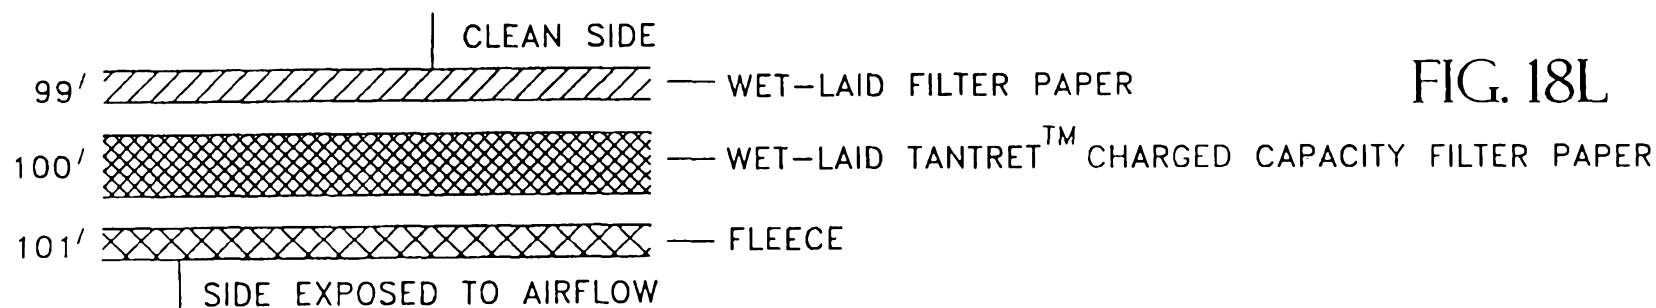 CLEAN SIDE
99' WET-LAID FILTER PAPER
FIG. 18L
100' WET-LAID TANTRET™ CHARGED CAPACITY FILTER PAPER
101' FLEECE
SIDE EXPOSED TO AIRFLOW